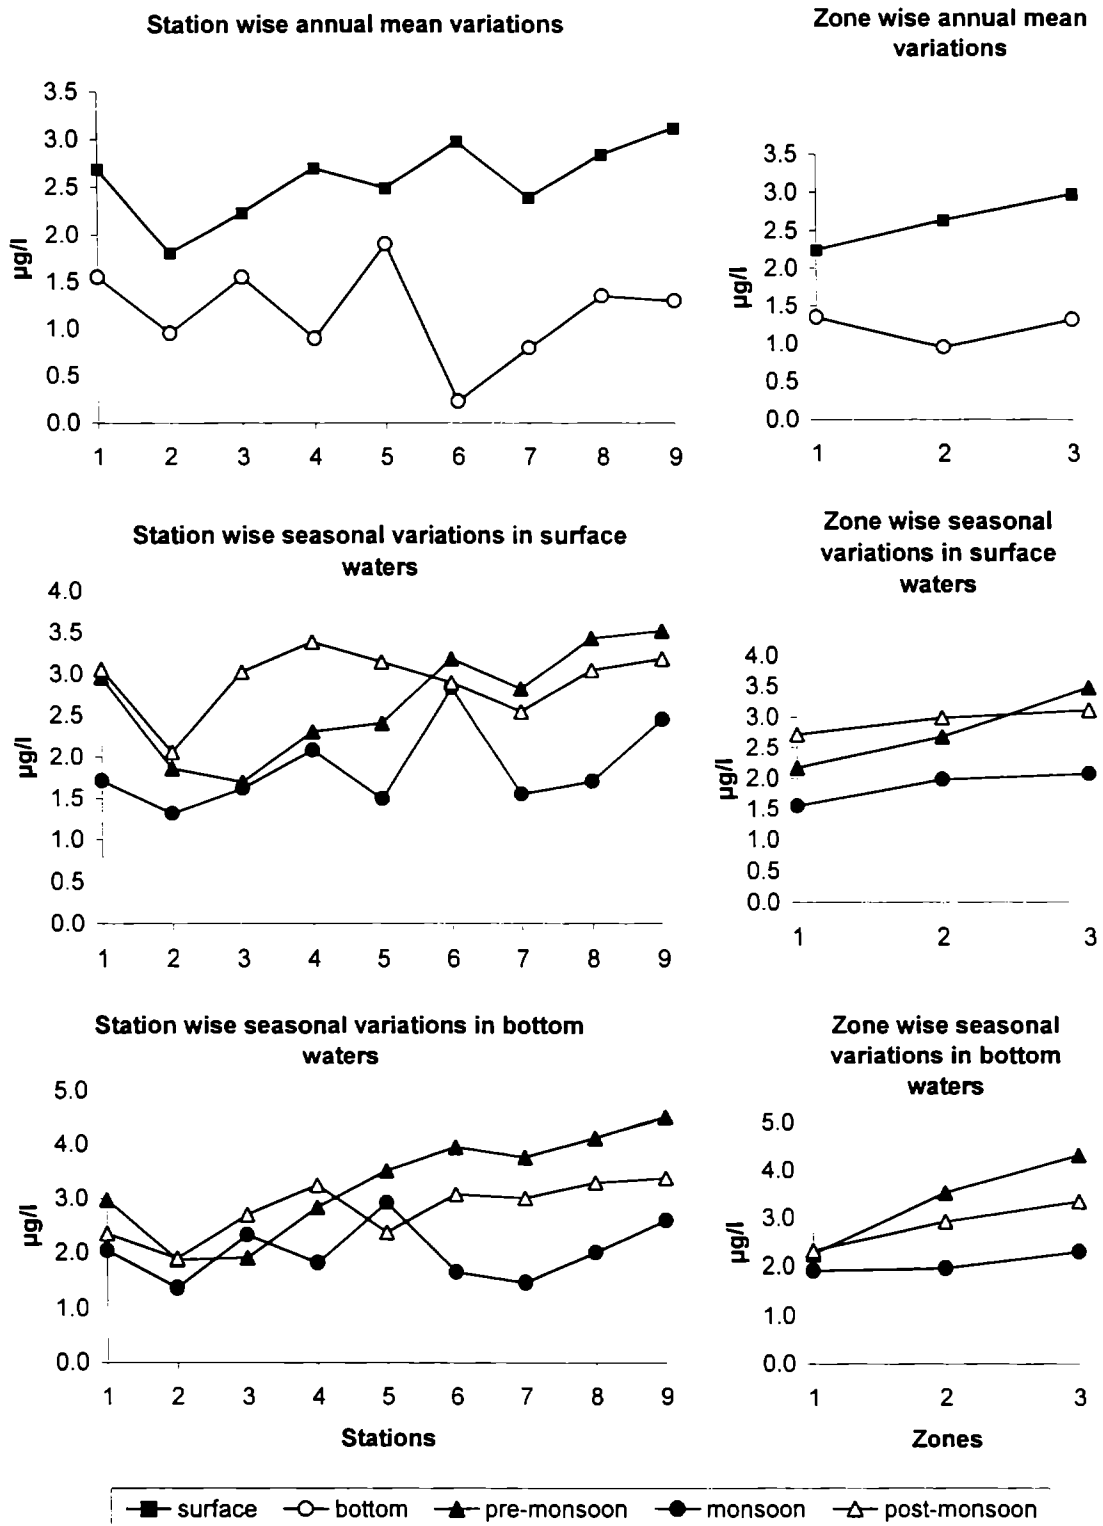 Station wise annual mean variations
3.5
3.0
2.5
2.0
1.5
1.0
0.5
0.0
µg/l
1 2 3 4 5 6 7 8 9
Zone wise annual mean
variations
3.5
3.0
2.5
2.0
1.5
1.0
0.5
0.0
µg/l
1 2 3
Station wise seasonal variations in surface
waters
4.0
3.5
3.0
2.5
2.0
1.5
1.0
0.5
0.0
µg/l
1 2 3 4 5 6 7 8 9
Zone wise seasonal
variations in surface
waters
4.0
3.5
3.0
2.5
2.0
1.5
1.0
0.5
0.0
µg/l
1 2 3
Station wise seasonal variations in bottom
waters
5.0
4.0
3.0
2.0
1.0
0.0
µg/l
1 2 3 4 5 6 7 8 9
Stations
Zone wise seasonal
variations in bottom
waters
5.0
4.0
3.0
2.0
1.0
0.0
µg/l
1 2 3
Zones
surface bottom pre-monsoon monsoon post-monsoon